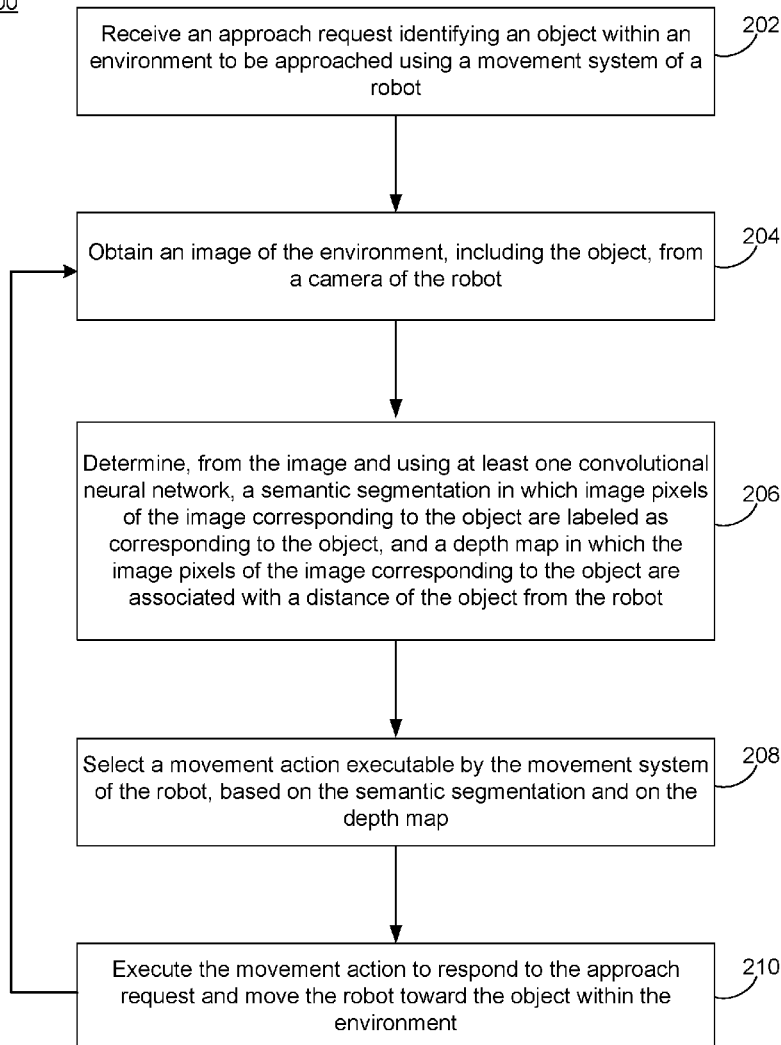 Receive an approach request identifying an object within an
environment to be approached using a movement system of a
robot
202
Obtain an image of the environment, including the object, from
a camera of the robot
204
Determine, from the image and using at least one convolutional
neural network, a semantic segmentation in which image pixels
of the image corresponding to the object are labeled as
corresponding to the object, and a depth map in which the
image pixels of the image corresponding to the object are
associated with a distance of the object from the robot
206
Select a movement action executable by the movement system
of the robot, based on the semantic segmentation and on the
depth map
208
Execute the movement action to respond to the approach
request and move the robot toward the object within the
environment
210